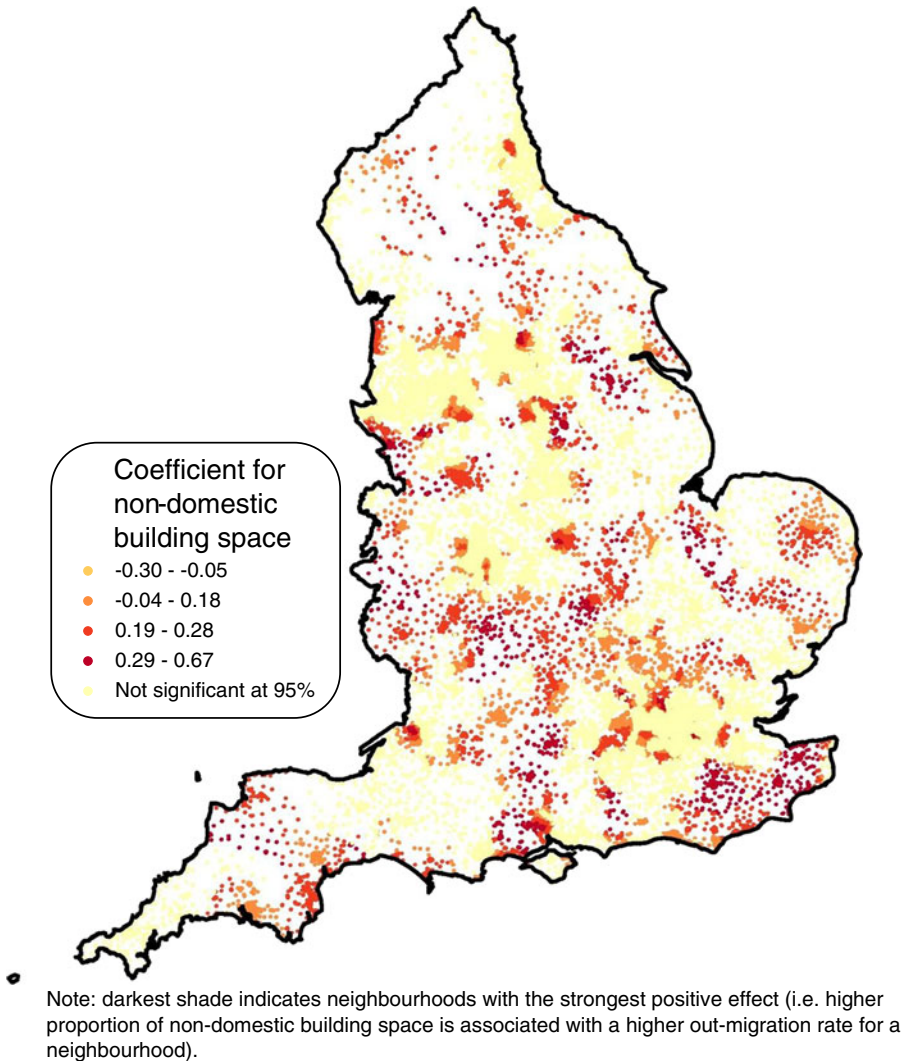 Coefficient for
non-domestic
building space
-0.30 - -0.05
-0.04 - 0.18
0.19 - 0.28
0.29 - 0.67
Not significant at 95%
Note: darkest shade indicates neighbourhoods with the strongest positive effect (i.e. higher
proportion of non-domestic building space is associated with a higher out-migration rate for a
neighbourhood).